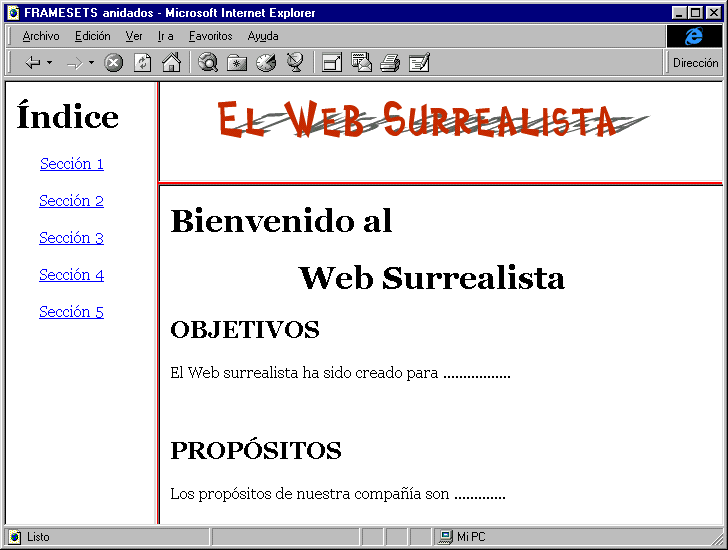 FRAMESETS anidados - Microsoft Internet Explorer
Archivo Edición Ver Ir a Favoritos Ayuda
Dirección
Índice
Sección 1
Sección 2
Sección 3
Sección 4
Sección 5
EL WEB SURREALISTA
Bienvenido al
Web Surrealista
OBJETIVOS
El Web surrealista ha sido creado para .................
PROPÓSITOS
Los propósitos de nuestra compañía son .............
Listo
Mi PC